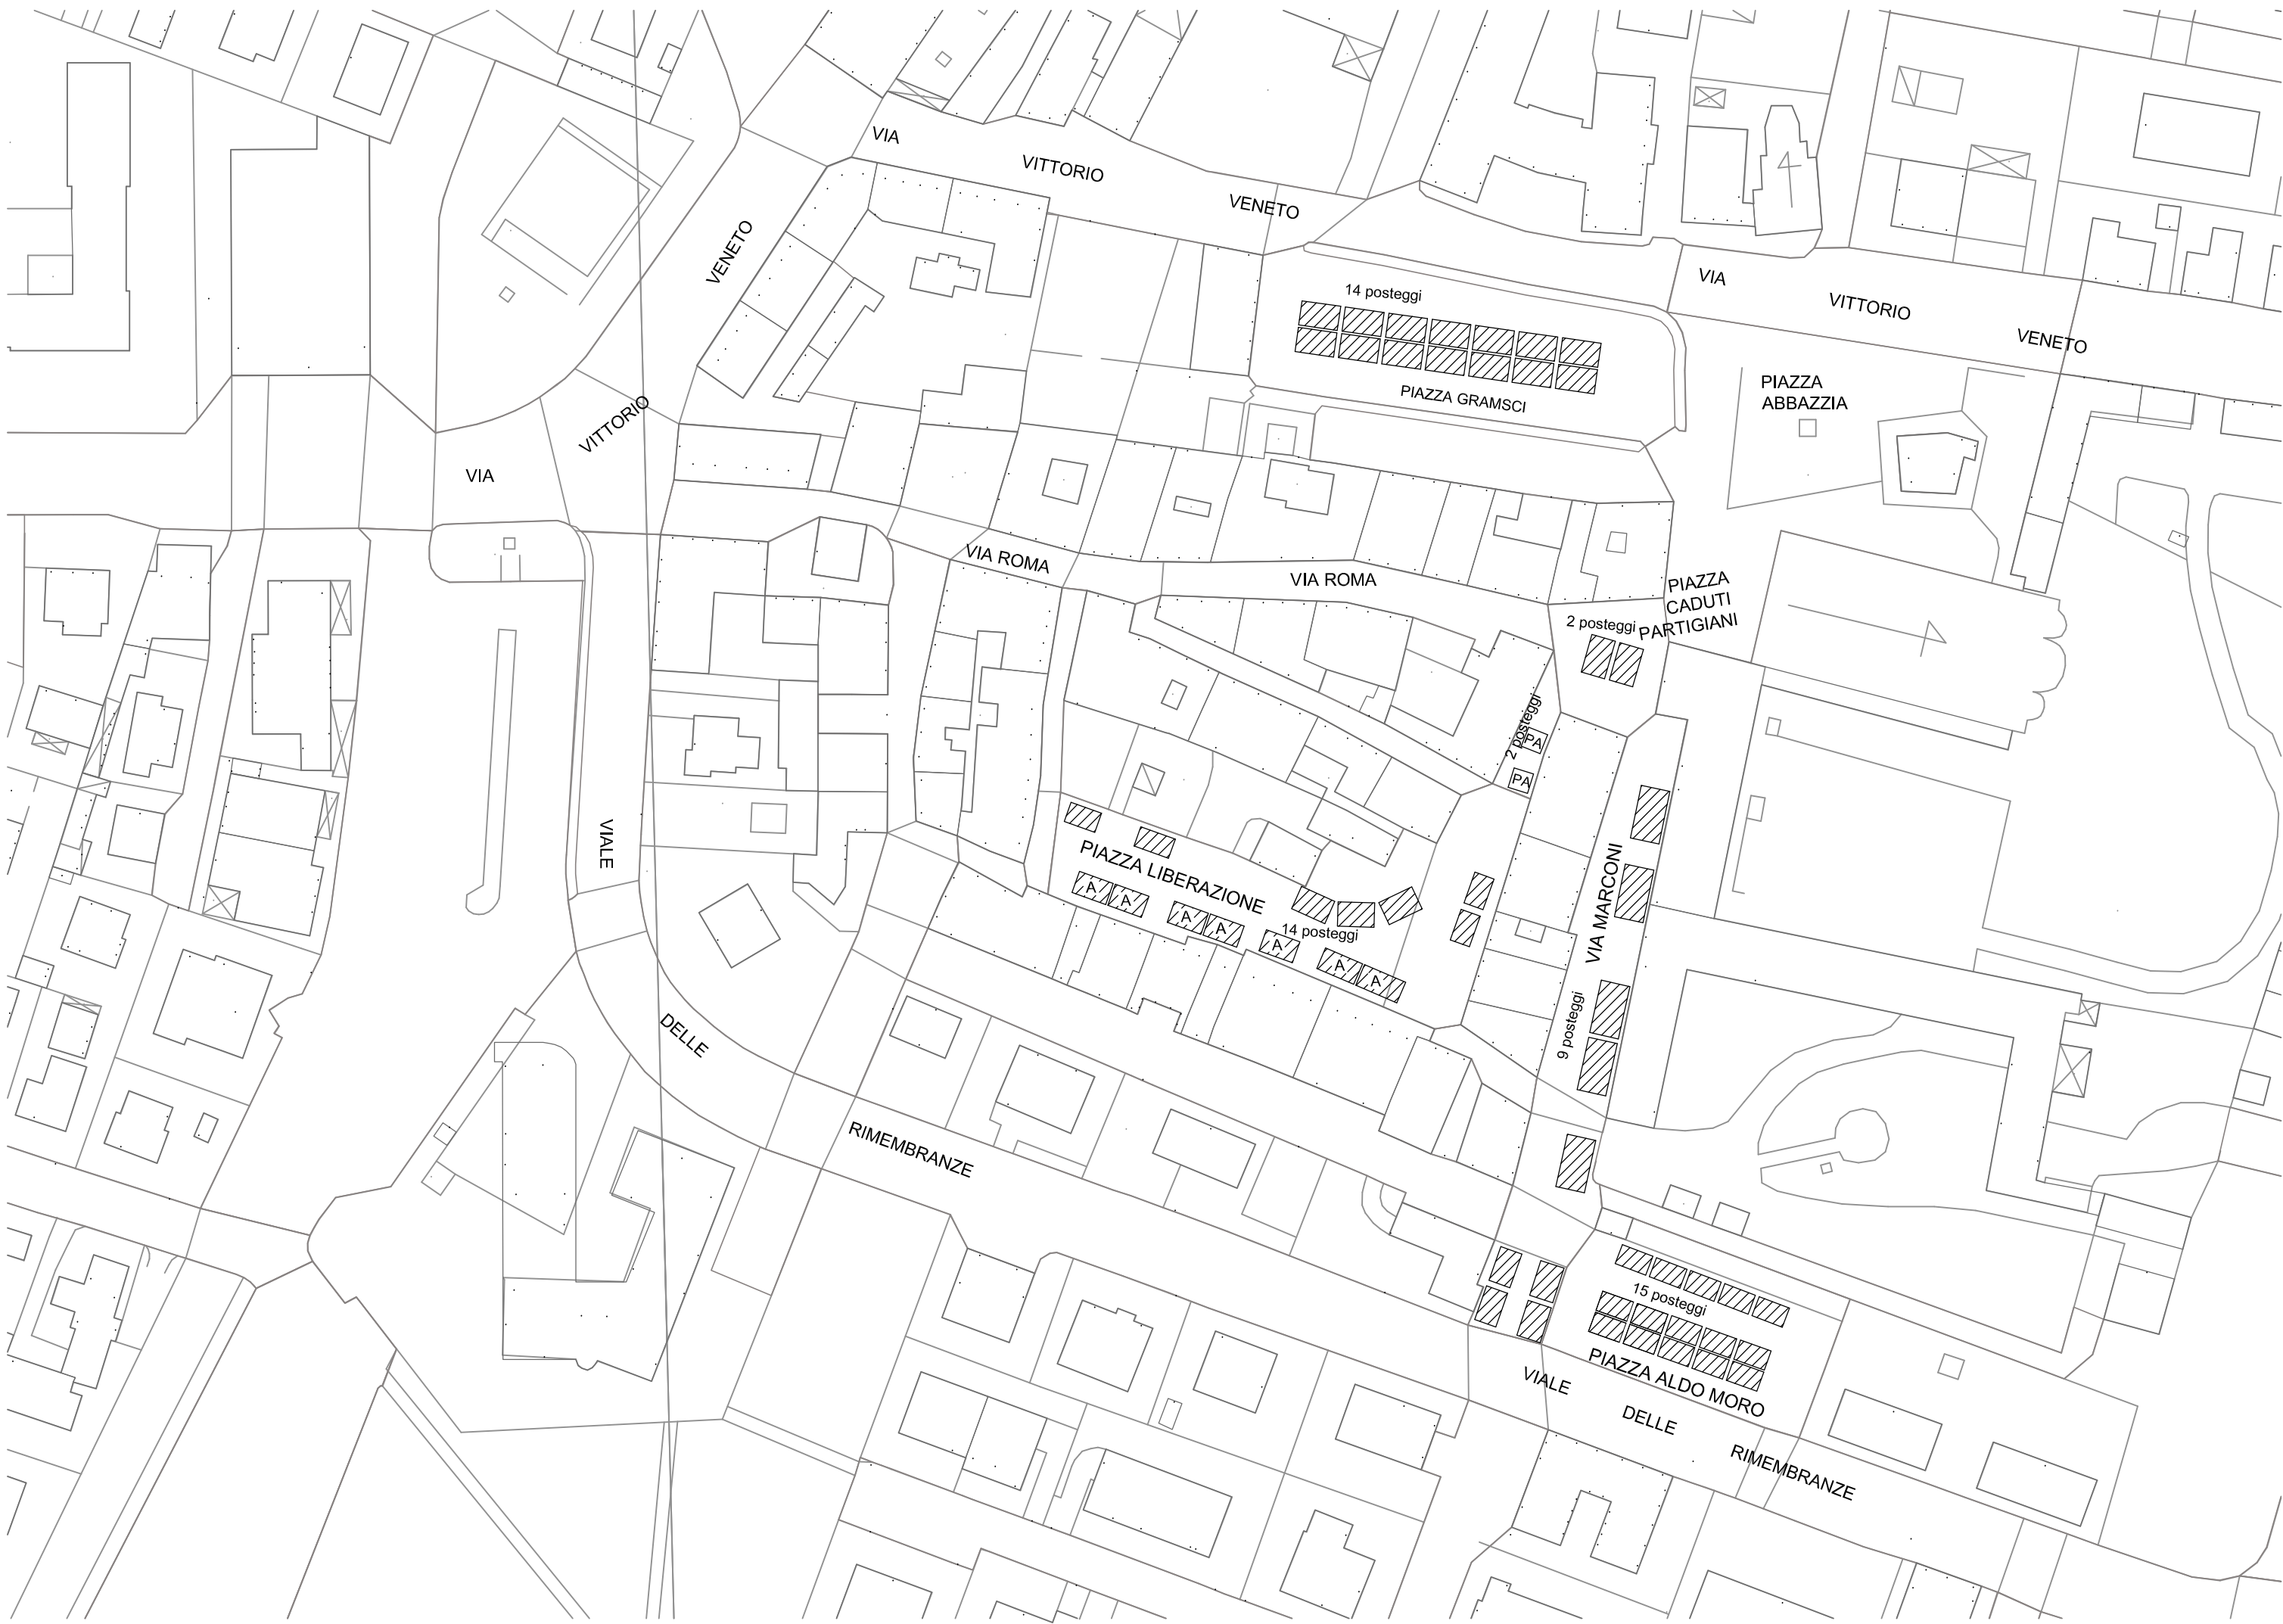 VIA
VITTORIO
VENETO
VENETO
VITTORIO
VIA
14 posteggi
PIAZZA GRAMSCI
VIA
VITTORIO
VENETO
PIAZZA
ABBAZZIA
VIA ROMA
VIA ROMA
PIAZZA
CADUTI
PARTIGIANI
2 posteggi
2 posteggi
PA
PA
VIALE
PIAZZA LIBERAZIONE
A
A
A
A
A
A
A
14 posteggi
VIA MARCONI
9 posteggi
DELLE
RIMEMBRANZE
15 posteggi
PIAZZA ALDO MORO
VIALE
DELLE
RIMEMBRANZE